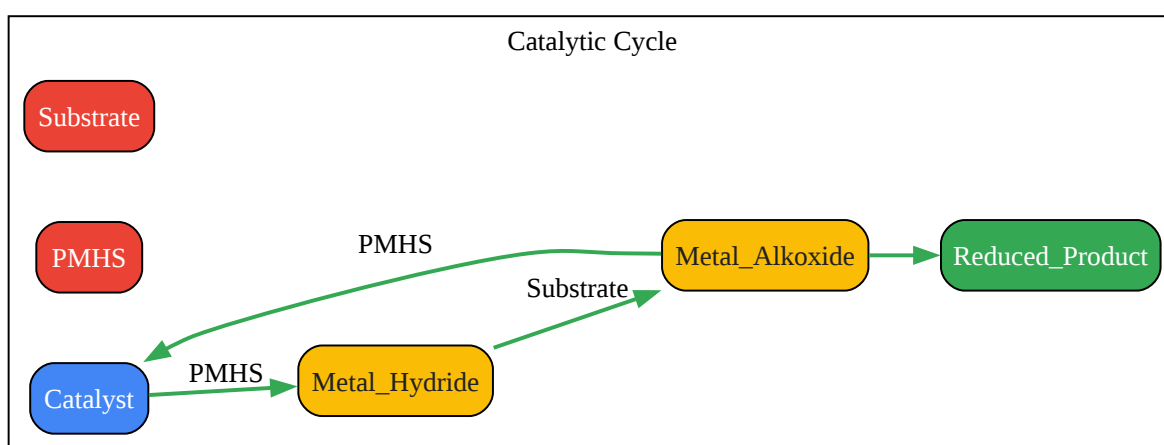 Catalytic Cycle
Substrate
PMHS
PMHS
Metal_Alkoxide
Reduced_Product
Substrate
PMHS
Metal_Hydride
Catalyst